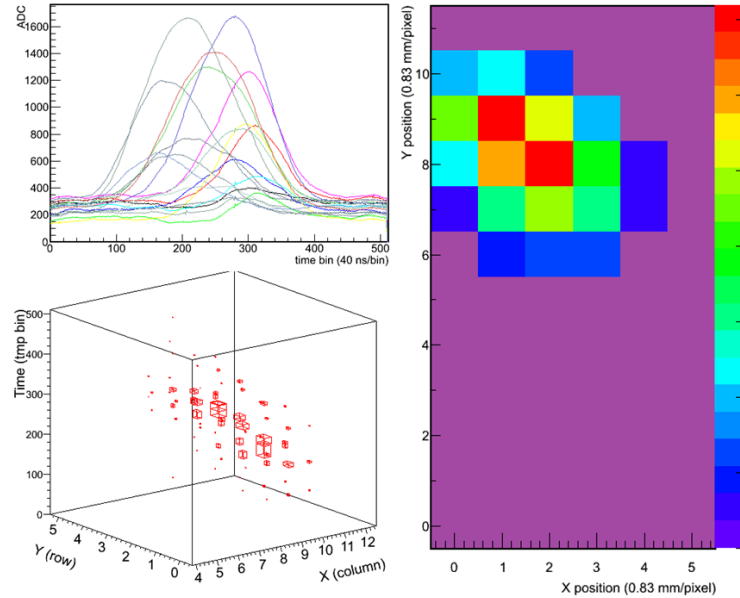 ADC
1600
1400
1200
1000
800
600
400
200
0
0 100 200 300 400 500
time bin (40 ns/bin)
Time (tmp bin)
500
400
300
200
100
0
5 4 3 2 1 0
Y (row)
4 5 6 7 8 9 10 11 12
X (column)
Y position (0.83 mm/pixel)
10
8
6
4
2
0
0 1 2 3 4 5
X position (0.83 mm/pixel)